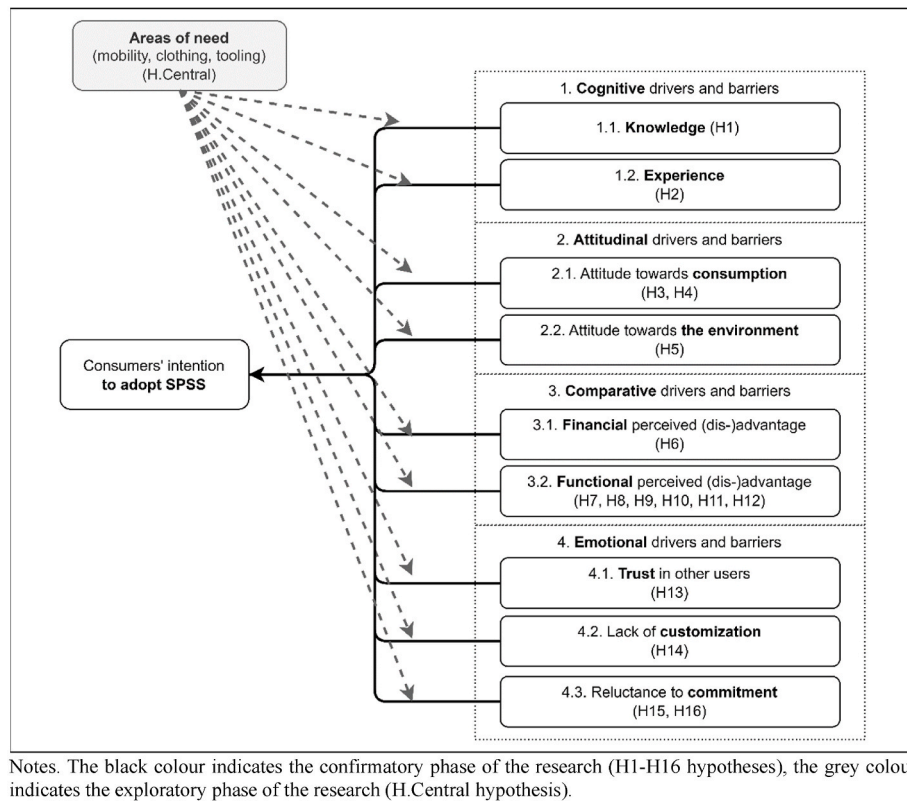 Areas of need
(mobility, clothing, tooling)
(H.Central)
1. Cognitive drivers and barriers
1.1. Knowledge (H1)
1.2. Experience
(H2)
2. Attitudinal drivers and barriers
2.1. Attitude towards consumption
(H3, H4)
2.2. Attitude towards the environment
(H5)
Consumers' intention
to adopt SPSS
3. Comparative drivers and barriers
3.1. Financial perceived (dis-)advantage
(H6)
3.2. Functional perceived (dis-)advantage
(H7, H8, H9, H10, H11, H12)
4. Emotional drivers and barriers
4.1. Trust in other users
(H13)
4.2. Lack of customization
(H14)
4.3. Reluctance to commitment
(H15, H16)
Notes. The black colour indicates the confirmatory phase of the research (H1-H16 hypotheses), the grey colou
indicates the exploratory phase of the research (H.Central hypothesis).